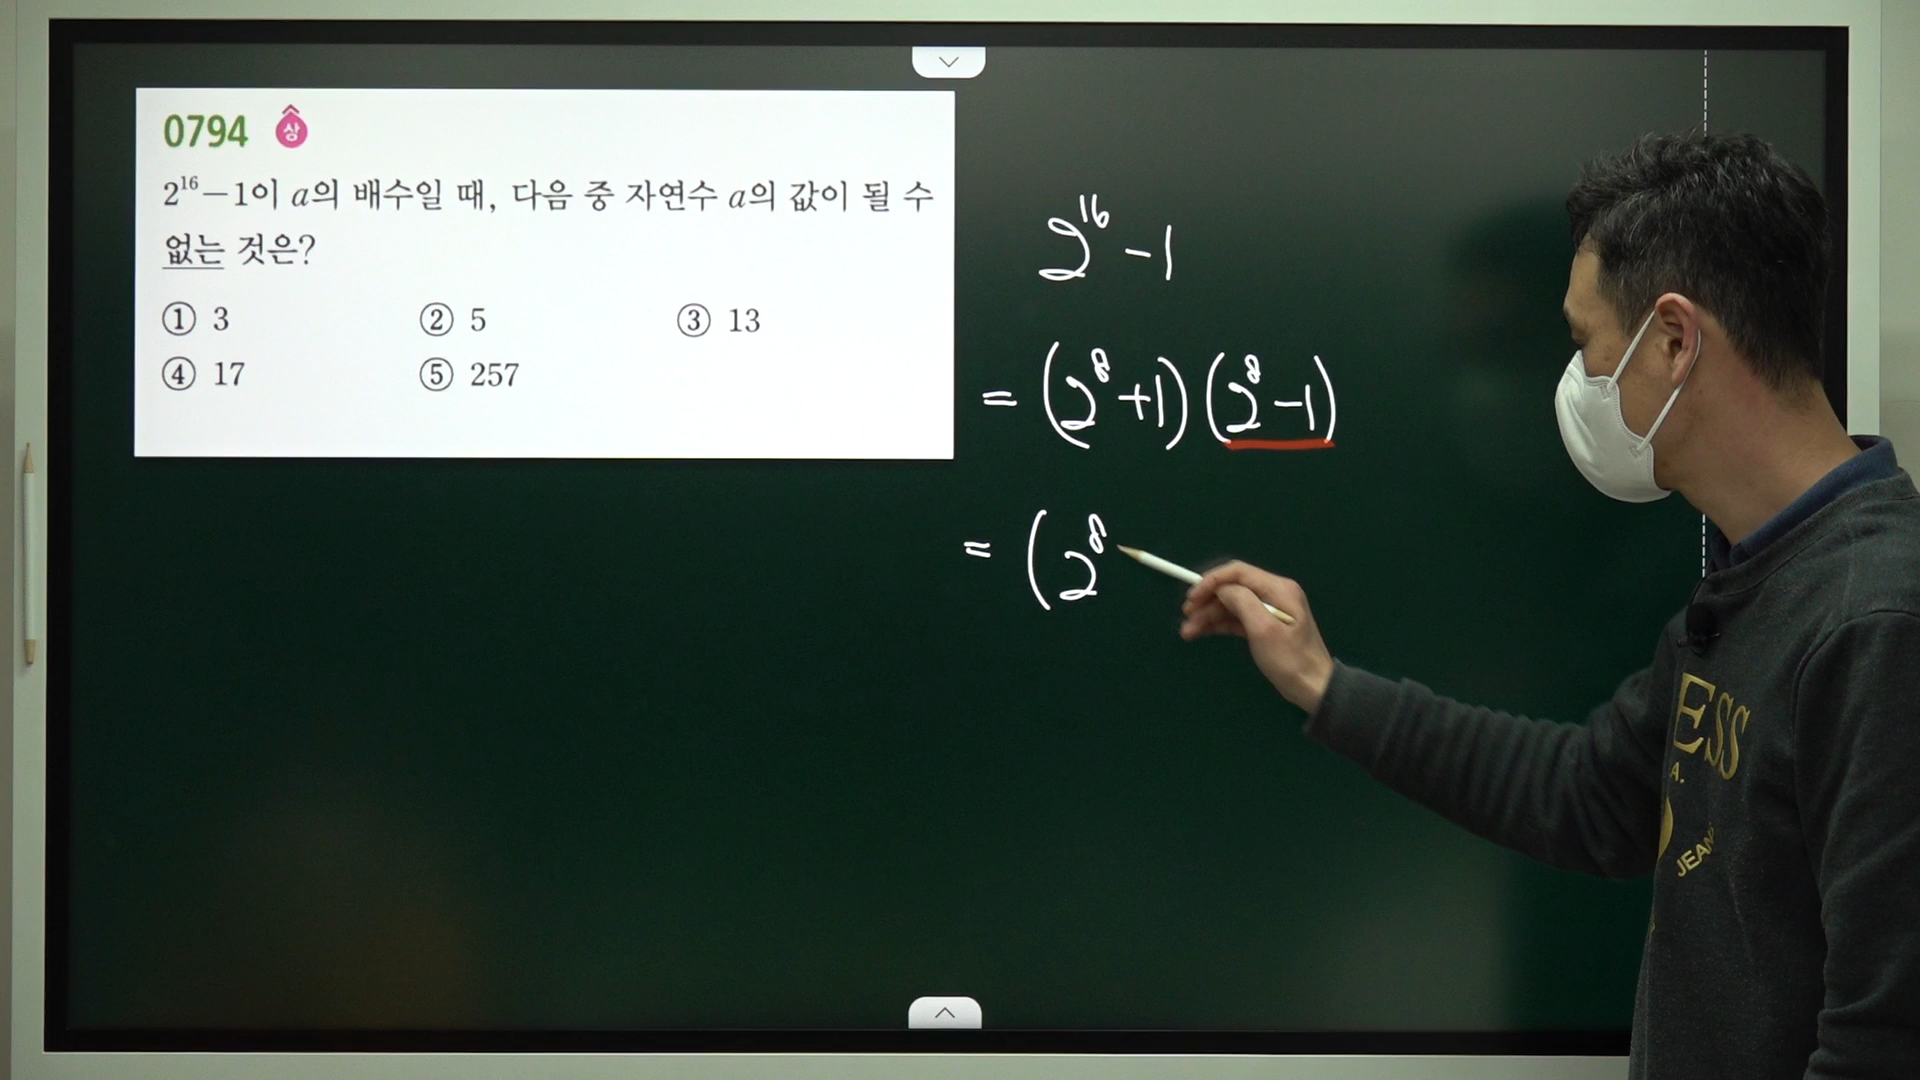 0794 상
2¹⁶－1이 a의 배수일 때, 다음 중 자연수 a의 값이 될 수
없는 것은?
① 3 ② 5 ③ 13
④ 17 ⑤ 257
2¹⁶ - 1
= (2⁸ + 1)(2⁸ - 1)
= (2⁸
ESS
A.
JEAN